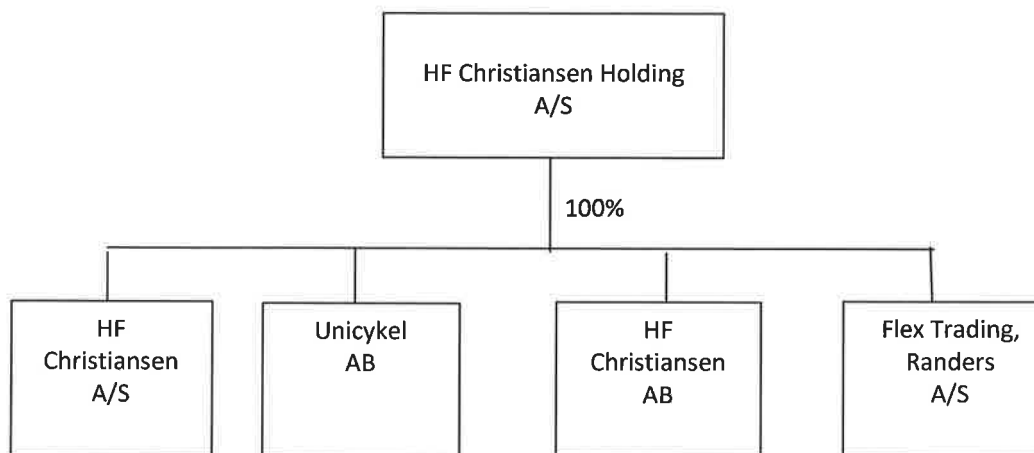 HF Christiansen Holding
A/S
100%
HF
Christiansen
A/S
Unicykel
AB
HF
Christiansen
AB
Flex Trading,
Randers
A/S